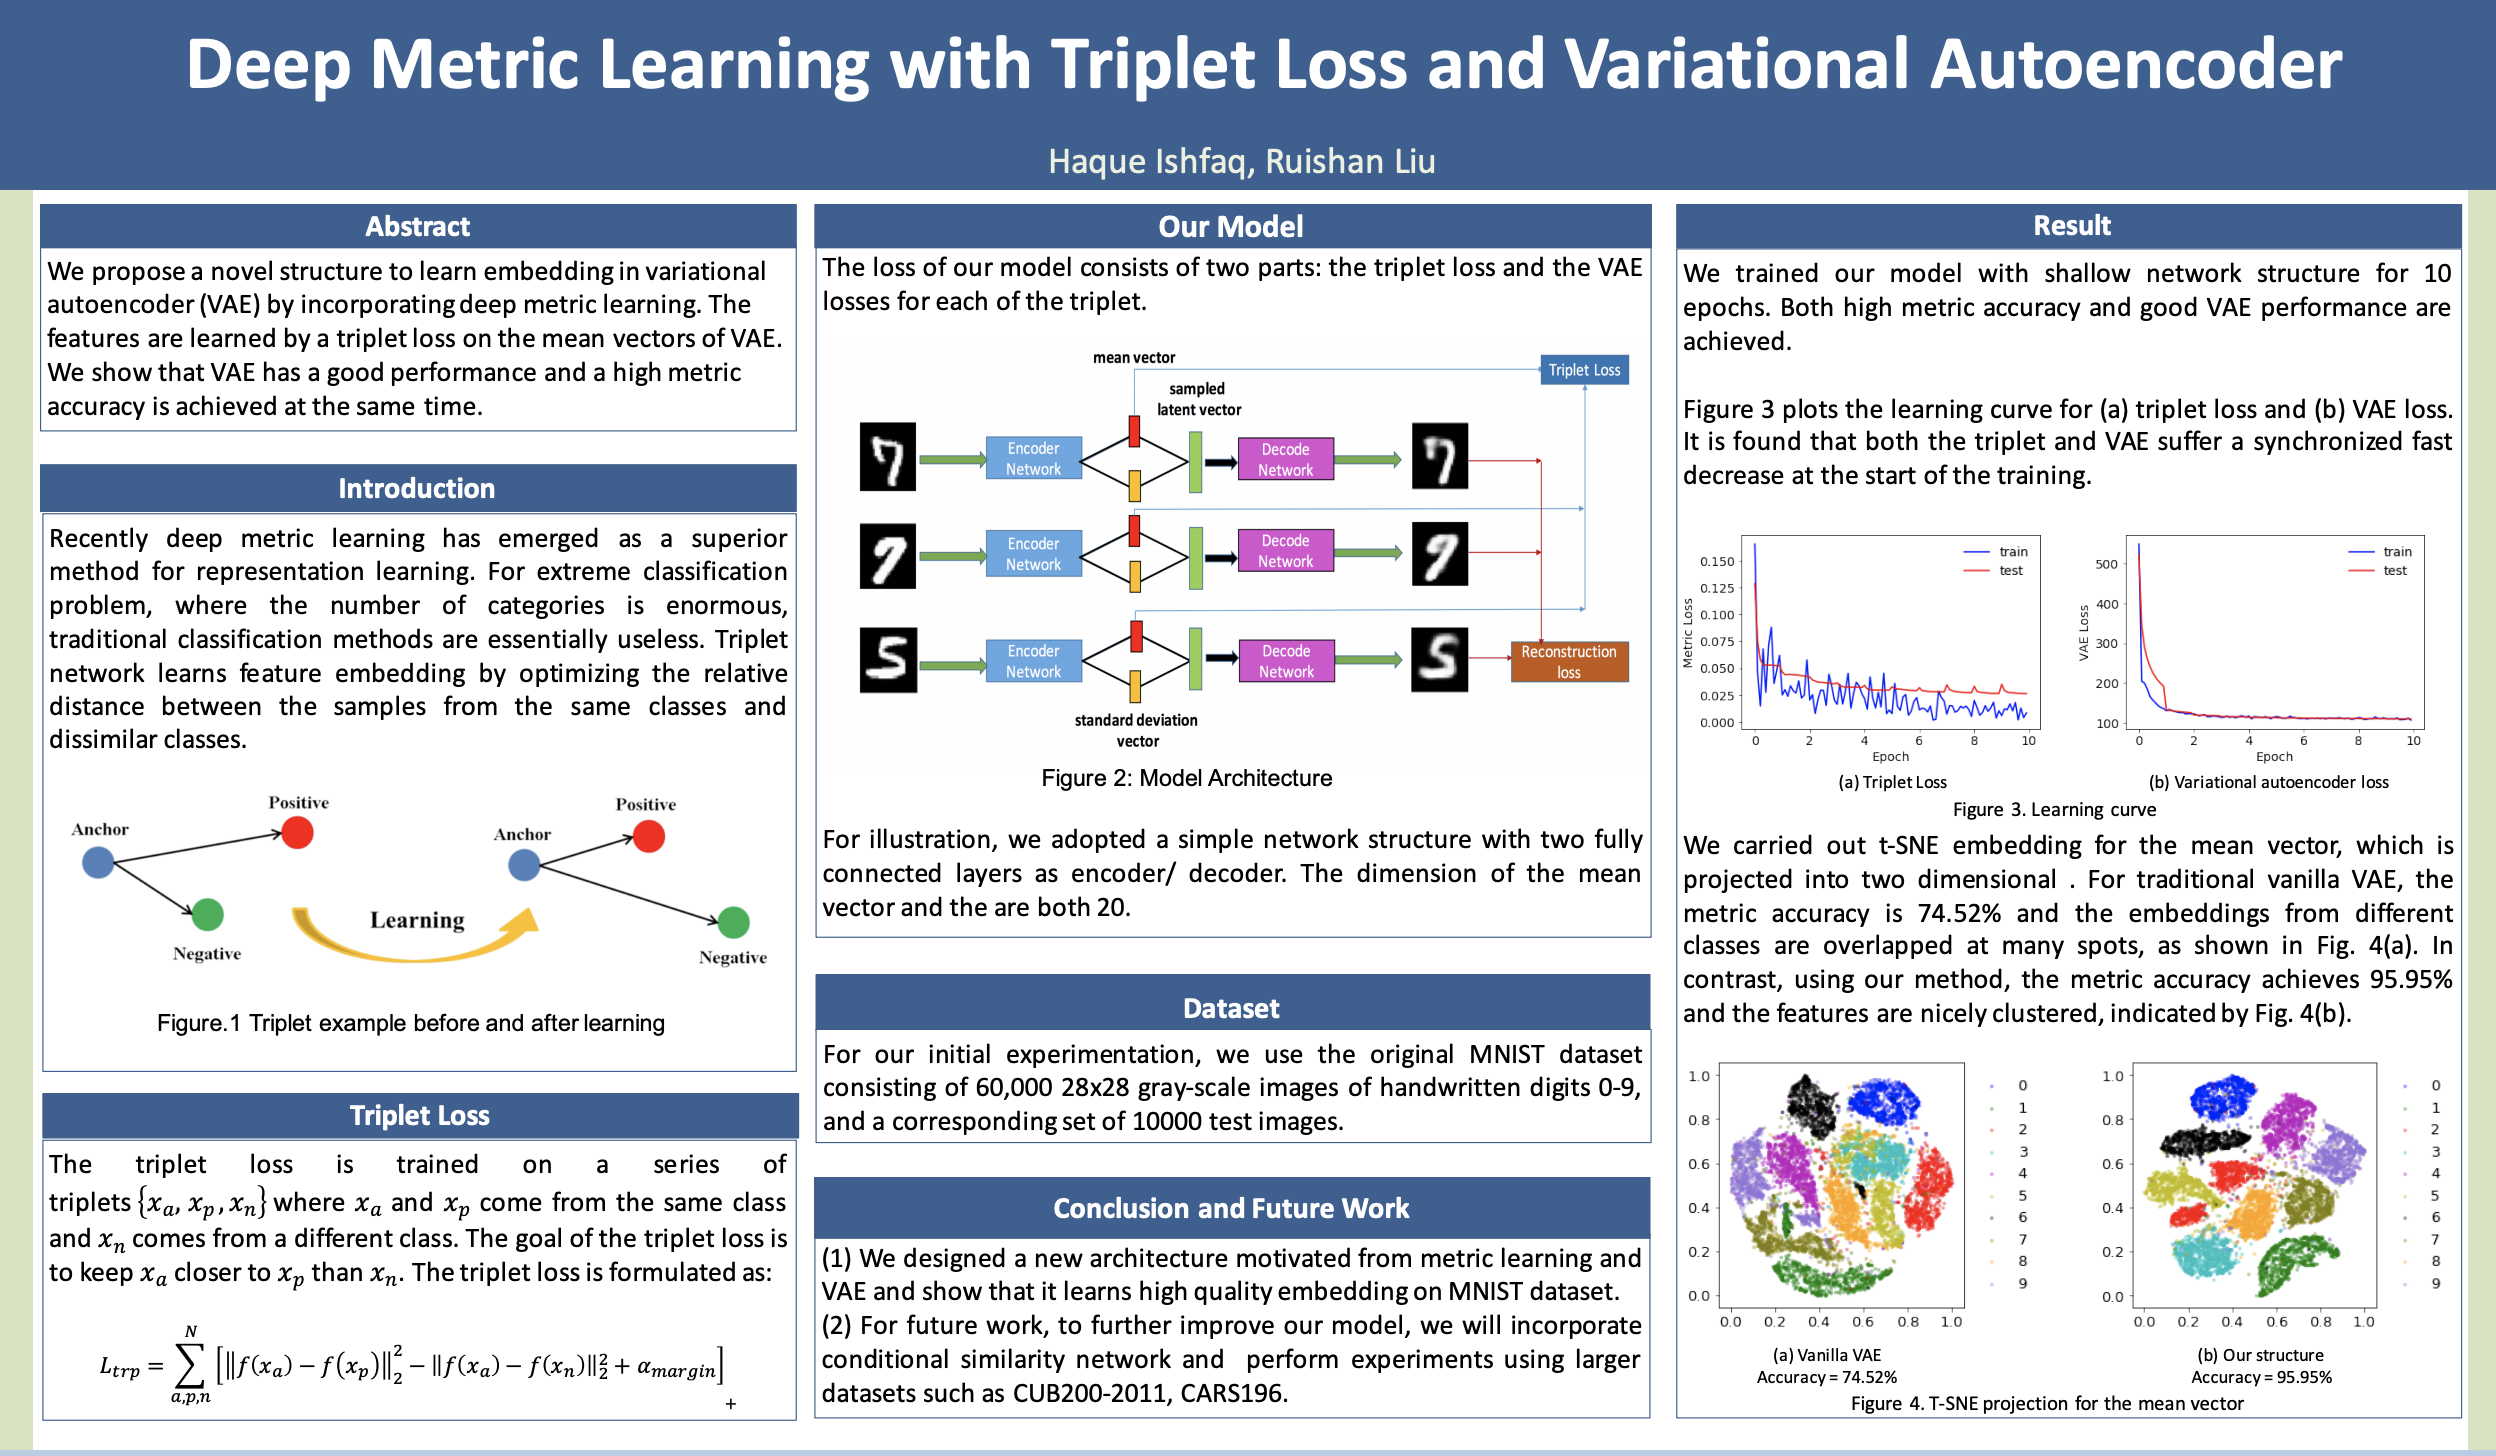 Deep Metric Learning with Triplet Loss and Variational Autoencoder
Haque Ishfaq, Ruishan Liu
Abstract
We propose a novel structure to learn embedding in variational
autoencoder (VAE) by incorporating deep metric learning. The
features are learned by a triplet loss on the mean vectors of VAE.
We show that VAE has a good performance and a high metric
accuracy is achieved at the same time.
Introduction
Recently deep metric learning has emerged as a superior
method for representation learning. For extreme classification
problem, where the number of categories is enormous,
traditional classification methods are essentially useless. Triplet
network learns feature embedding by optimizing the relative
distance between the samples from the same classes and
dissimilar classes.
Anchor
Positive
Negative
Learning
Anchor
Positive
Negative
Figure.1 Triplet example before and after learning
Triplet Loss
The triplet loss is trained on a series of
triplets {x_a, x_p, x_n} where x_a and x_p come from the same class
and x_n comes from a different class. The goal of the triplet loss is
to keep x_a closer to x_p than x_n. The triplet loss is formulated as:
L_trp = ∑_{a,p,n}^{N} [‖f(x_a) − f(x_p)‖_2^2 − ‖f(x_a) − f(x_n)‖_2^2 + α_margin]_+
Our Model
The loss of our model consists of two parts: the triplet loss and the VAE
losses for each of the triplet.
mean vector
Triplet Loss
sampled
latent vector
Encoder
Network
Decode
Network
Encoder
Network
Decode
Network
Encoder
Network
Decode
Network
Reconstruction
loss
standard deviation
vector
Figure 2: Model Architecture
For illustration, we adopted a simple network structure with two fully
connected layers as encoder/ decoder. The dimension of the mean
vector and the are both 20.
Dataset
For our initial experimentation, we use the original MNIST dataset
consisting of 60,000 28x28 gray-scale images of handwritten digits 0-9,
and a corresponding set of 10000 test images.
Conclusion and Future Work
(1) We designed a new architecture motivated from metric learning and
VAE and show that it learns high quality embedding on MNIST dataset.
(2) For future work, to further improve our model, we will incorporate
conditional similarity network and perform experiments using larger
datasets such as CUB200-2011, CARS196.
Result
We trained our model with shallow network structure for 10
epochs. Both high metric accuracy and good VAE performance are
achieved.
Figure 3 plots the learning curve for (a) triplet loss and (b) VAE loss.
It is found that both the triplet and VAE suffer a synchronized fast
decrease at the start of the training.
Metric Loss
0.150
0.125
0.100
0.075
0.050
0.025
0.000
0 2 4 6 8 10
Epoch
train
test
(a) Triplet Loss
VAE Loss
500
400
300
200
100
0 2 4 6 8 10
Epoch
train
test
(b) Variational autoencoder loss
Figure 3. Learning curve
We carried out t-SNE embedding for the mean vector, which is
projected into two dimensional . For traditional vanilla VAE, the
metric accuracy is 74.52% and the embeddings from different
classes are overlapped at many spots, as shown in Fig. 4(a). In
contrast, using our method, the metric accuracy achieves 95.95%
and the features are nicely clustered, indicated by Fig. 4(b).
1.0
0.8
0.6
0.4
0.2
0.0
0.0 0.2 0.4 0.6 0.8 1.0
0
1
2
3
4
5
6
7
8
9
(a) Vanilla VAE
Accuracy = 74.52%
1.0
0.8
0.6
0.4
0.2
0.0
0.0 0.2 0.4 0.6 0.8 1.0
0
1
2
3
4
5
6
7
8
9
(b) Our structure
Accuracy = 95.95%
Figure 4. T-SNE projection for the mean vector